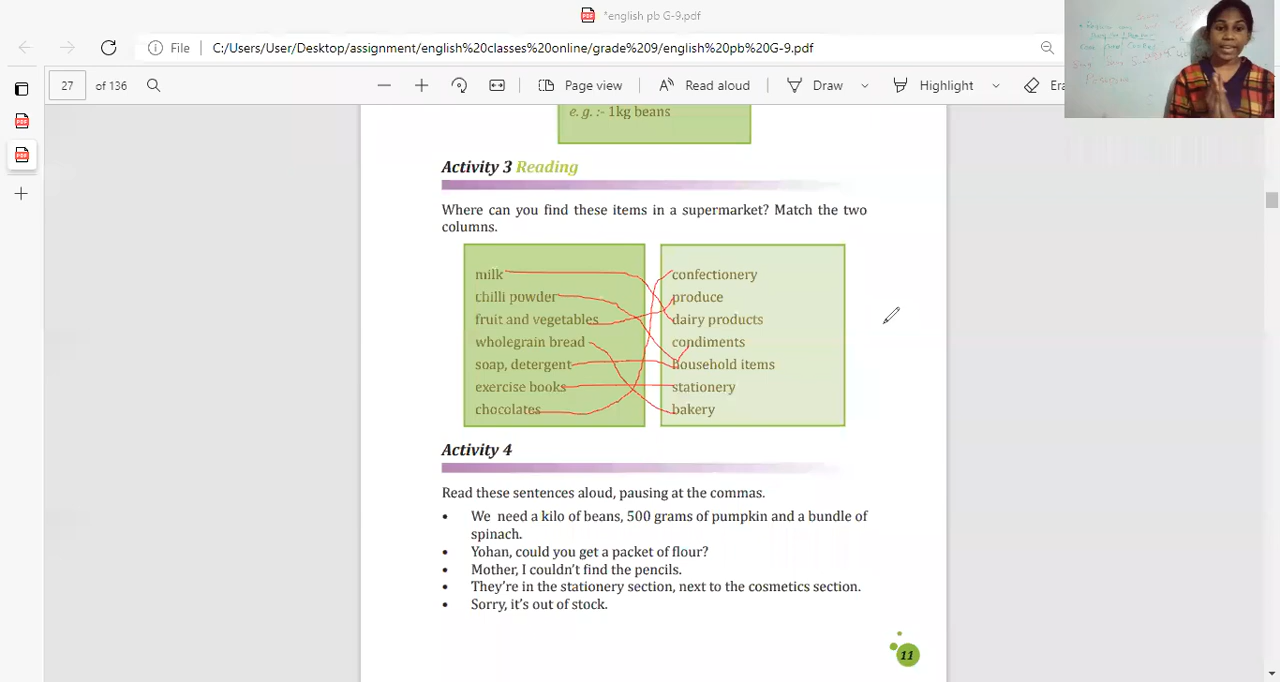 *english pb G-9.pdf
File C:/Users/User/Desktop/assignment/english%20classes%20online/grade%209/english%20pb%20G-9.pdf
27 of 136 Page view Read aloud Draw Highlight
e. g. :- 1kg beans
Activity 3 Reading
Where can you find these items in a supermarket? Match the two
columns.
milk confectionery
chilli powder produce
fruit and vegetables dairy products
wholegrain bread condiments
soap, detergent household items
exercise books stationery
chocolates bakery
Activity 4
Read these sentences aloud, pausing at the commas.
• We need a kilo of beans, 500 grams of pumpkin and a bundle of
spinach.
• Yohan, could you get a packet of flour?
• Mother, I couldn't find the pencils.
• They're in the stationery section, next to the cosmetics section.
• Sorry, it's out of stock.
11